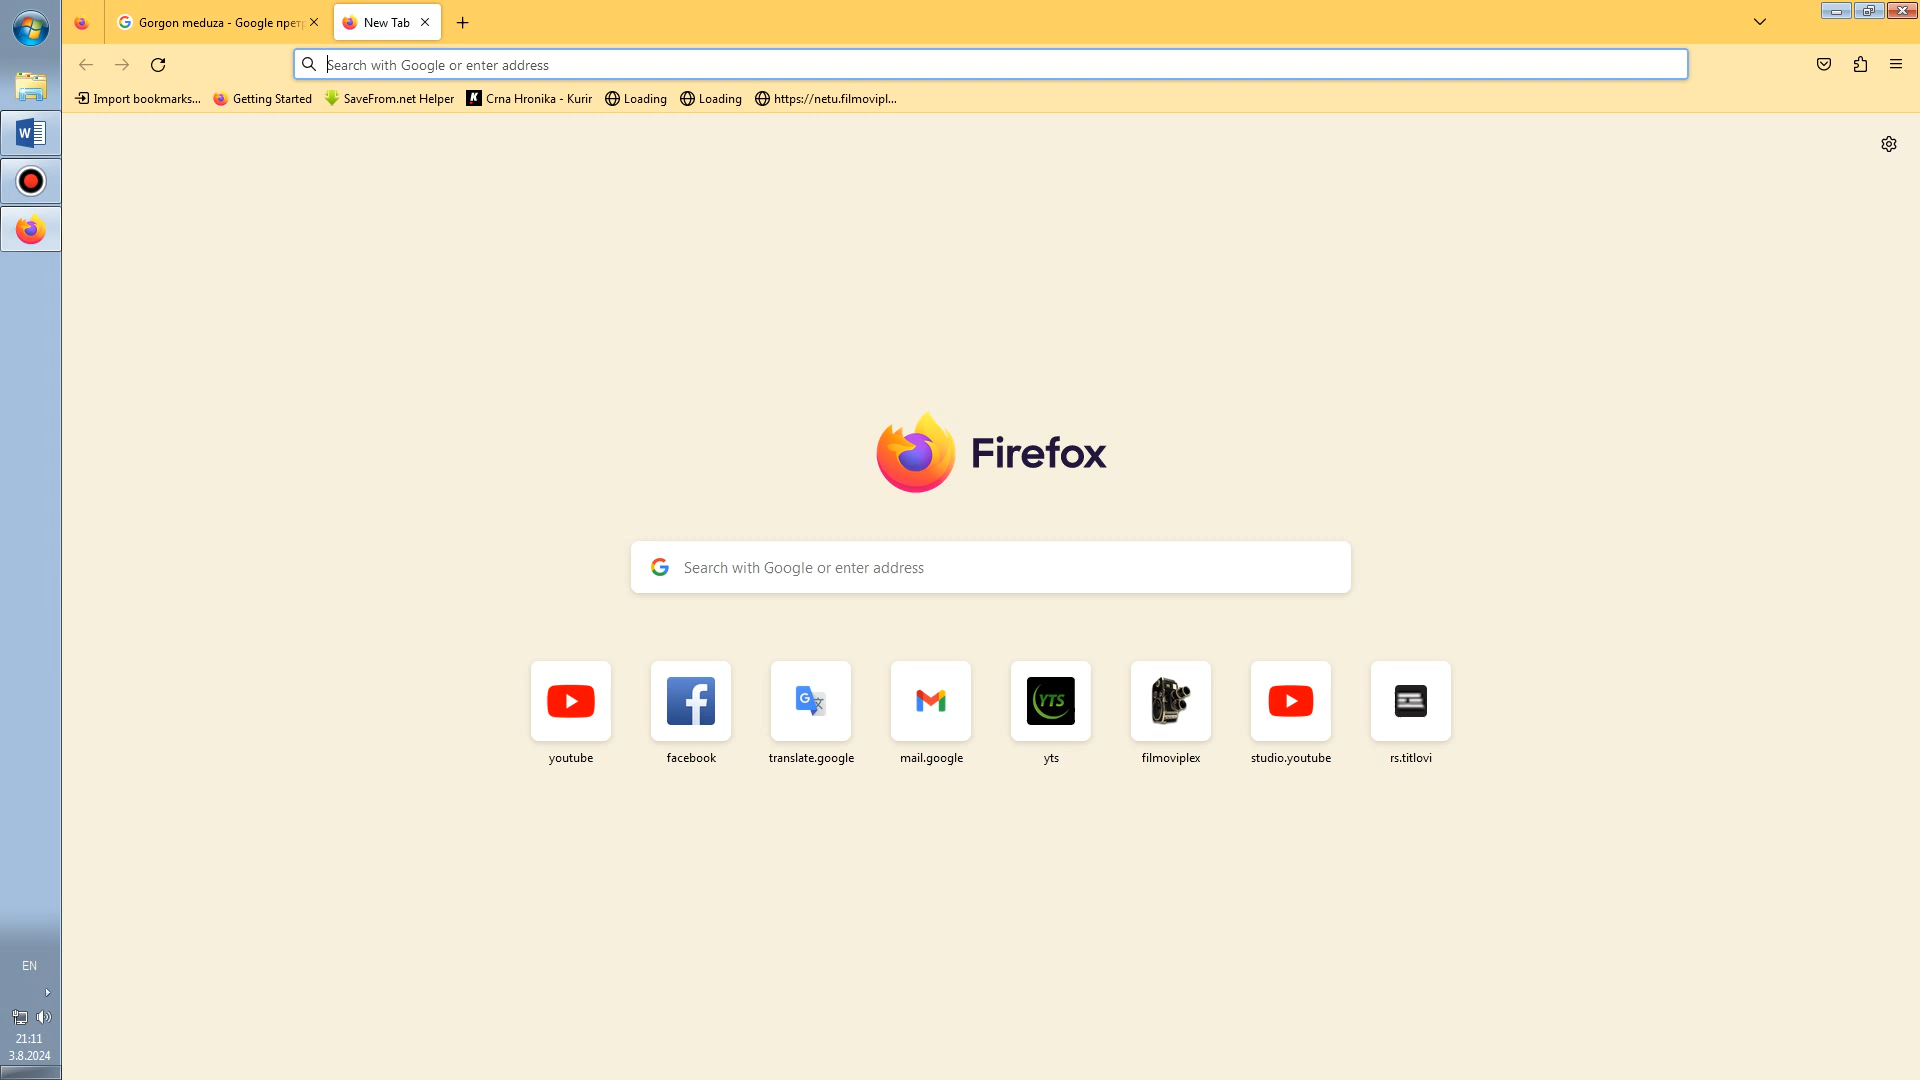 Gorgon meduza - Google претр
New Tab
Search with Google or enter address
Import bookmarks...
Getting Started
SaveFrom.net Helper
K
Crna Hronika - Kurir
Loading
Loading
https://netu.filmovipl...
W
Firefox
Search with Google or enter address
YTS
youtube
facebook
translate.google
mail.google
yts
filmoviplex
studio.youtube
rs.titlovi
EN
21:11
3.8.2024